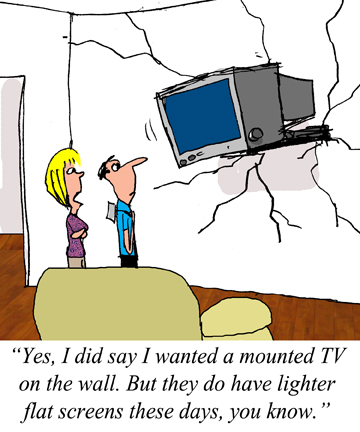 “Yes, I did say I wanted a mounted TV
on the wall. But they do have lighter
flat screens these days, you know.”